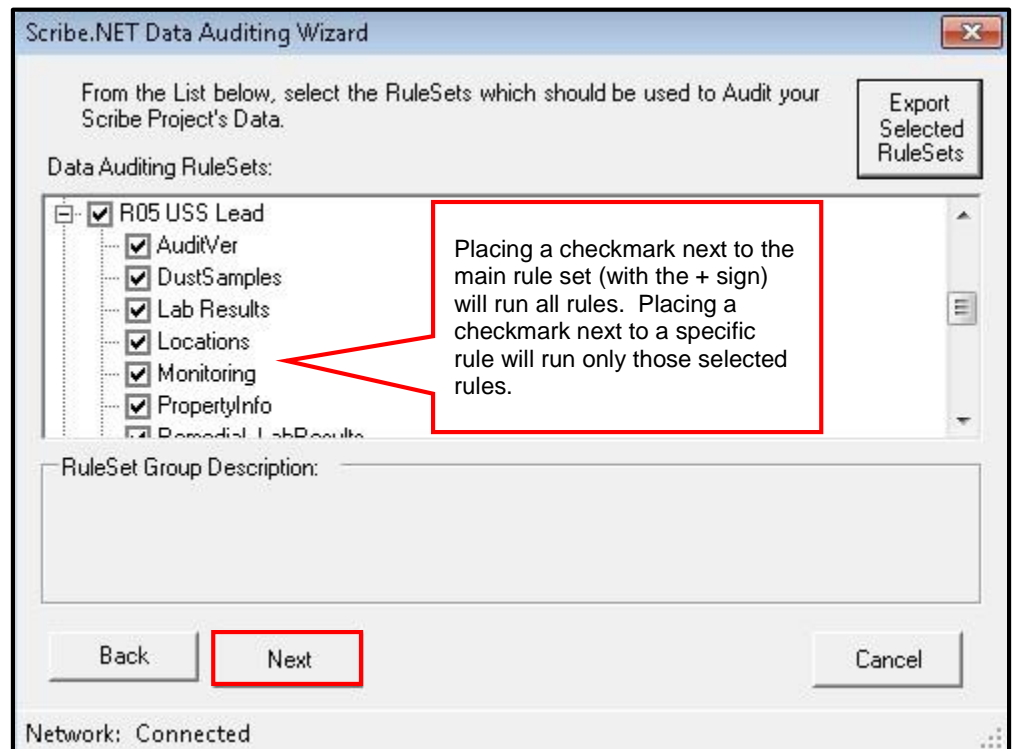 Scribe.NET Data Auditing Wizard
From the List below, select the RuleSets which should be used to Audit your
Scribe Project's Data.
Export
Selected
RuleSets
Data Auditing RuleSets:
R05 USS Lead
AuditVer
DustSamples
Lab Results
Locations
Monitoring
PropertyInfo
Remedial_LabResults
Placing a checkmark next to the
main rule set (with the + sign)
will run all rules. Placing a
checkmark next to a specific
rule will run only those selected
rules.
RuleSet Group Description:
Back
Next
Cancel
Network: Connected